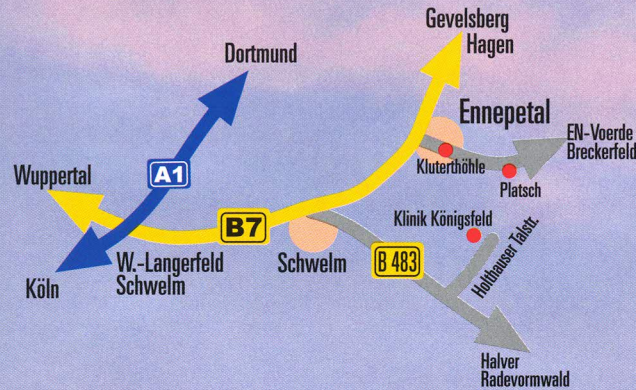 Gevelsberg
Hagen
Dortmund
Ennepetal
EN-Voerde
Breckerfeld
Kluterthöhle
Platsch
Wuppertal
A1
B7
Klinik Königsfeld
Holthauser Talstr.
W.-Langerfeld
Schwelm
Schwelm
B 483
Köln
Halver
Radevormwald